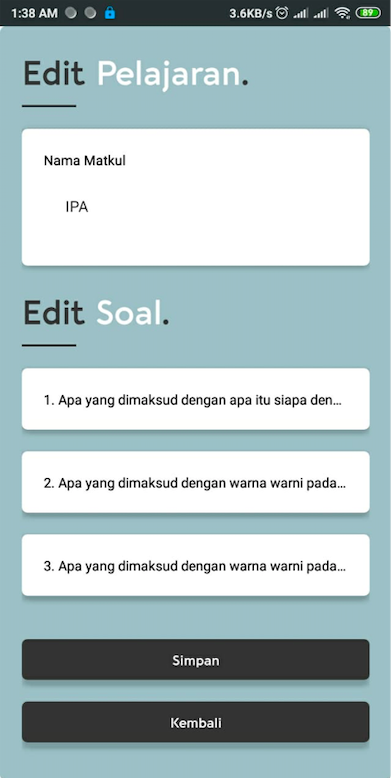 1:38 AM 3.6KB/s 89
Edit Pelajaran.
Nama Matkul
IPA
Edit Soal.
1. Apa yang dimaksud dengan apa itu siapa den...
2. Apa yang dimaksud dengan warna warni pada...
3. Apa yang dimaksud dengan warna warni pada...
Simpan
Kembali